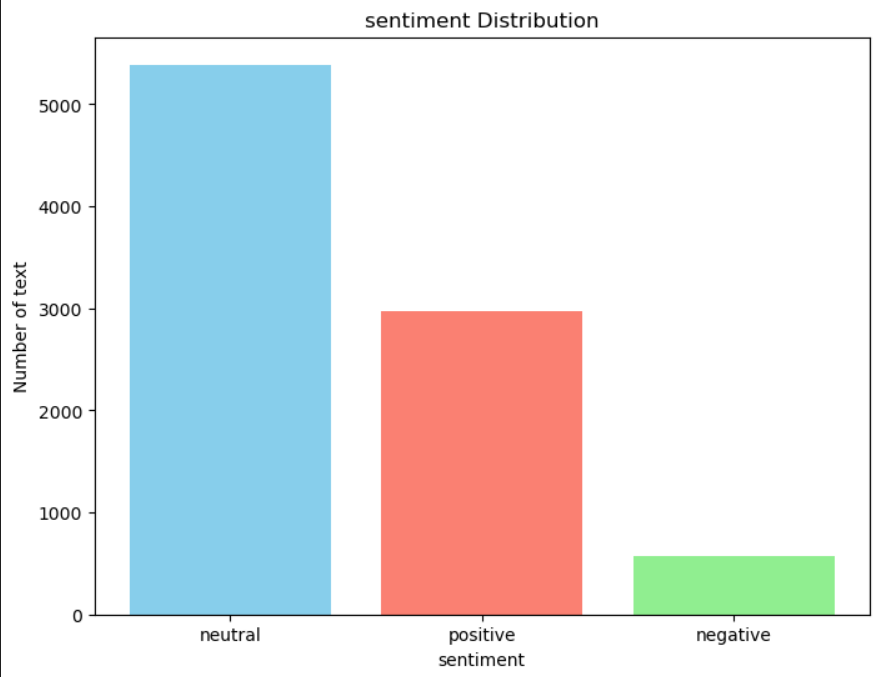 sentiment Distribution
Number of text
5000
4000
3000
2000
1000
0
neutral positive negative
sentiment